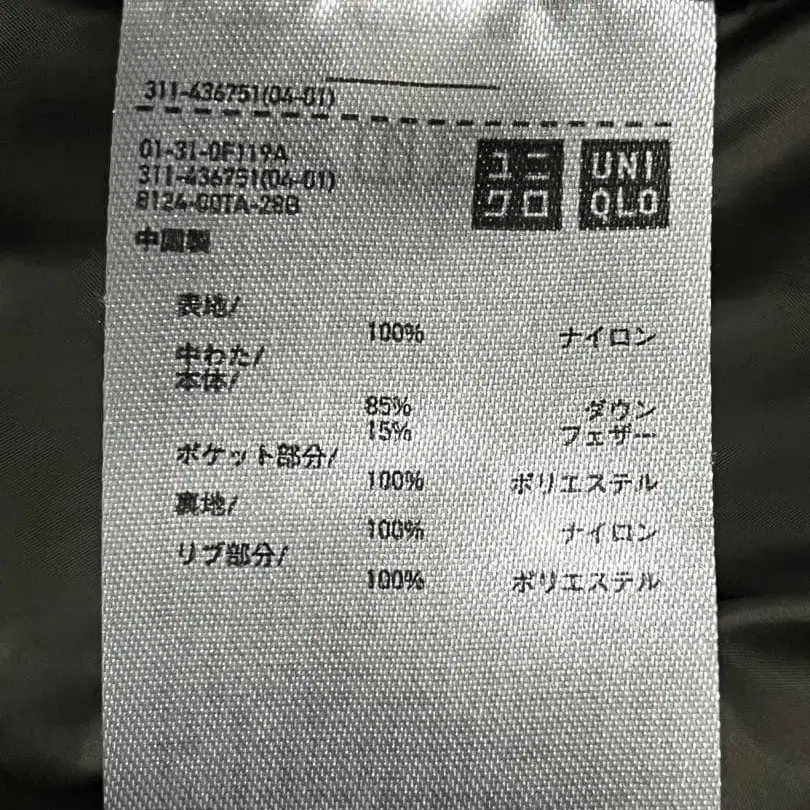 311-436751(04-01)
01-31-0F119A
311-436751(04-01)
8124-00TA-28B
中国製
ユニ
クロ
UNI
QLO
表地/
100% ナイロン
中わた/
本体/
85% ダウン
15% フェザー
ポケット部分/
100% ポリエステル
裏地/
100% ナイロン
リブ部分/
100% ポリエステル